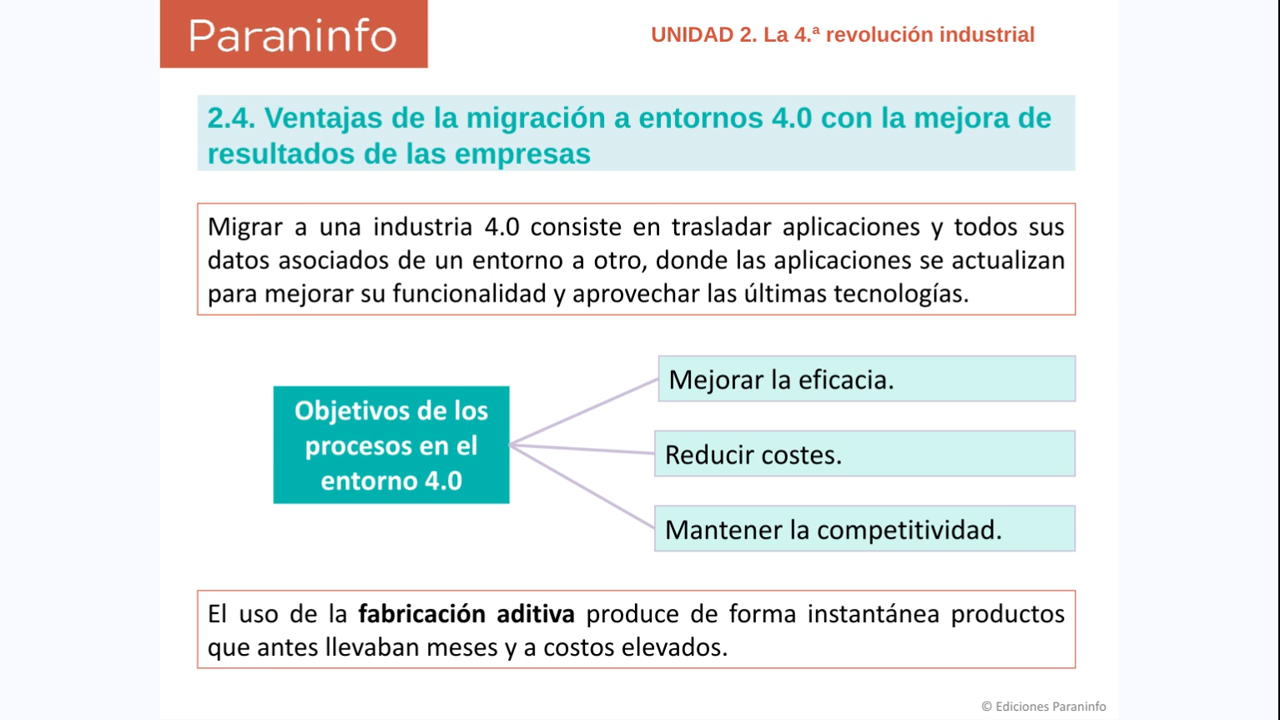 Paraninfo
UNIDAD 2. La 4.ª revolución industrial
2.4. Ventajas de la migración a entornos 4.0 con la mejora de
resultados de las empresas
Migrar a una industria 4.0 consiste en trasladar aplicaciones y todos sus
datos asociados de un entorno a otro, donde las aplicaciones se actualizan
para mejorar su funcionalidad y aprovechar las últimas tecnologías.
Objetivos de los
procesos en el
entorno 4.0
Mejorar la eficacia.
Reducir costes.
Mantener la competitividad.
El uso de la fabricación aditiva produce de forma instantánea productos
que antes llevaban meses y a costos elevados.
© Ediciones Paraninfo